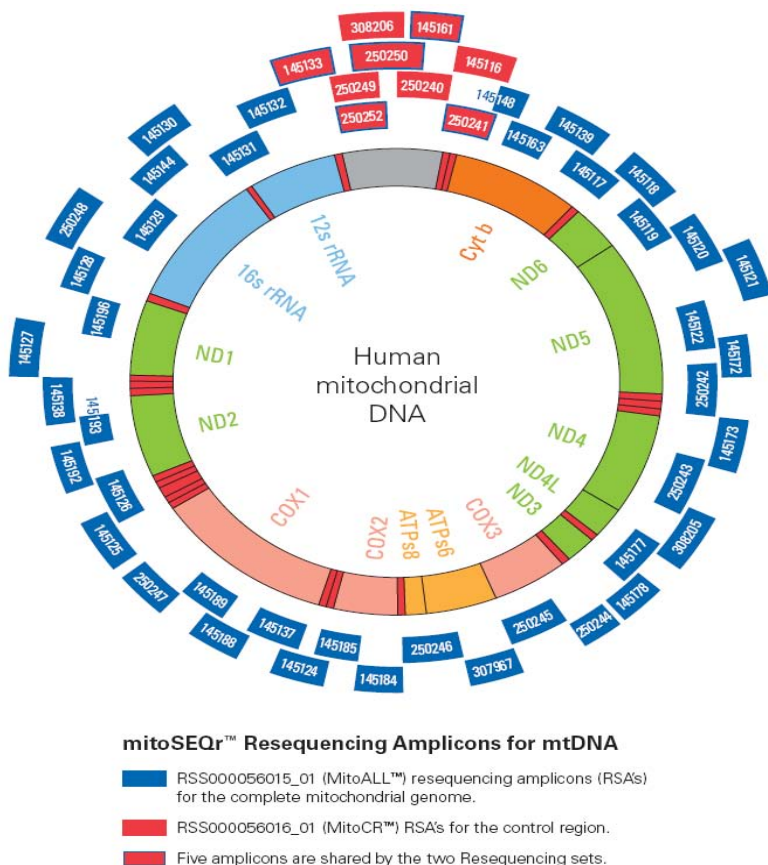 308206
145161
145133
250250
145116
250249
250240
145148
145132
250252
250241
145163
145139
145130
145131
145117
145118
145144
145119
145120
250248
145129
145121
145128
145196
145122
145172
145127
145138
145193
250242
145173
145192
145126
250243
308205
145125
250247
145177
145178
145189
145188
145137
145124
145185
145184
250246
307967
250245
250244
12s rRNA
16s rRNA
Cyt b
ND6
ND5
ND1
ND2
Human
mitochondrial
DNA
ND4
ND4L
ND3
COX1
COX2
ATPs8
ATPs6
COX3
mitoSEQr™ Resequencing Amplicons for mtDNA
RSS000056015_01 (MitoALL™) resequencing amplicons (RSA's)
for the complete mitochondrial genome.
RSS000056016_01 (MitoCR™) RSA's for the control region.
Five amplicons are shared by the two Resequencing sets.